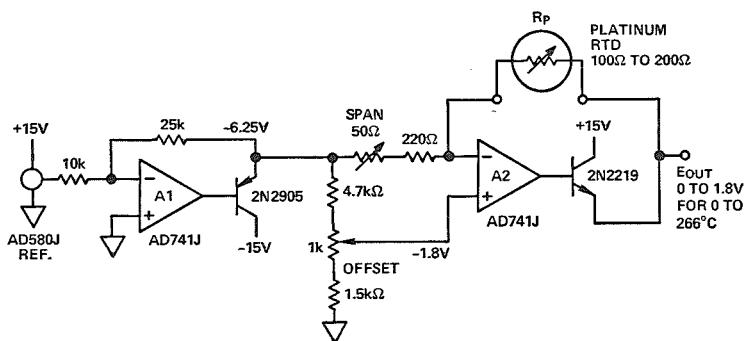 RP
PLATINUM
RTD
100Ω TO 200Ω
+15V
25k
-6.25V
SPAN
50Ω
220Ω
+15V
10k
A1
2N2905
4.7kΩ
A2
2N2219
EOUT
0 TO 1.8V
FOR 0 TO
266°C
AD580J
REF.
AD741J
-15V
1k
OFFSET
-1.8V
AD741J
1.5kΩ